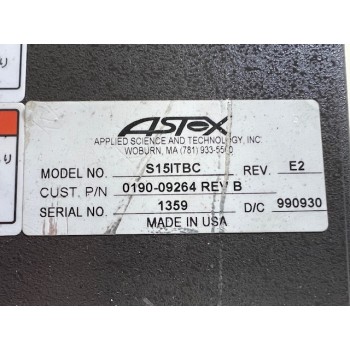 ASTeX
APPLIED SCIENCE AND TECHNOLOGY, INC.
WOBURN, MA (781) 933-5560
MODEL NO. S15ITBC REV. E2
CUST. P/N 0190-09264 REV B
SERIAL NO. 1359 D/C 990930
MADE IN USA